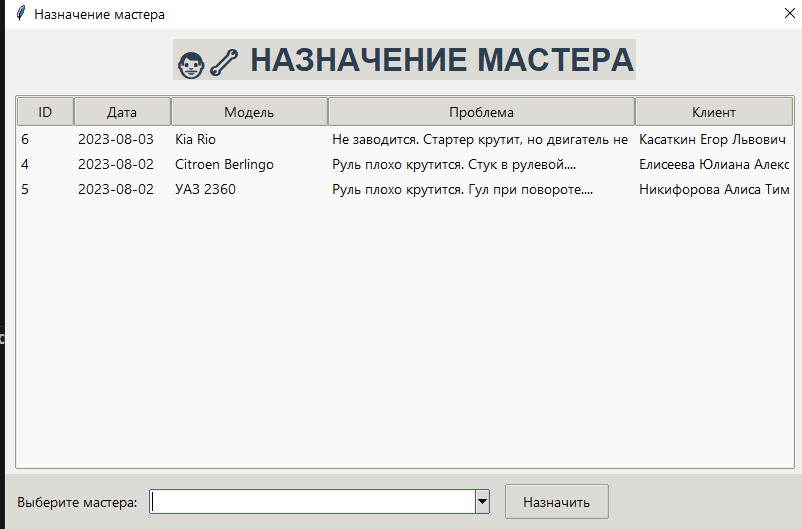 Назначение мастера
НАЗНАЧЕНИЕ МАСТЕРА
ID Дата Модель Проблема Клиент
6 2023-08-03 Kia Rio Не заводится. Стартер крутит, но двигатель не Касаткин Егор Львович
4 2023-08-02 Citroen Berlingo Руль плохо крутится. Стук в рулевой.... Елисеева Юлиана Алекс
5 2023-08-02 УАЗ 2360 Руль плохо крутится. Гул при повороте.... Никифорова Алиса Тим
Выберите мастера: Назначить